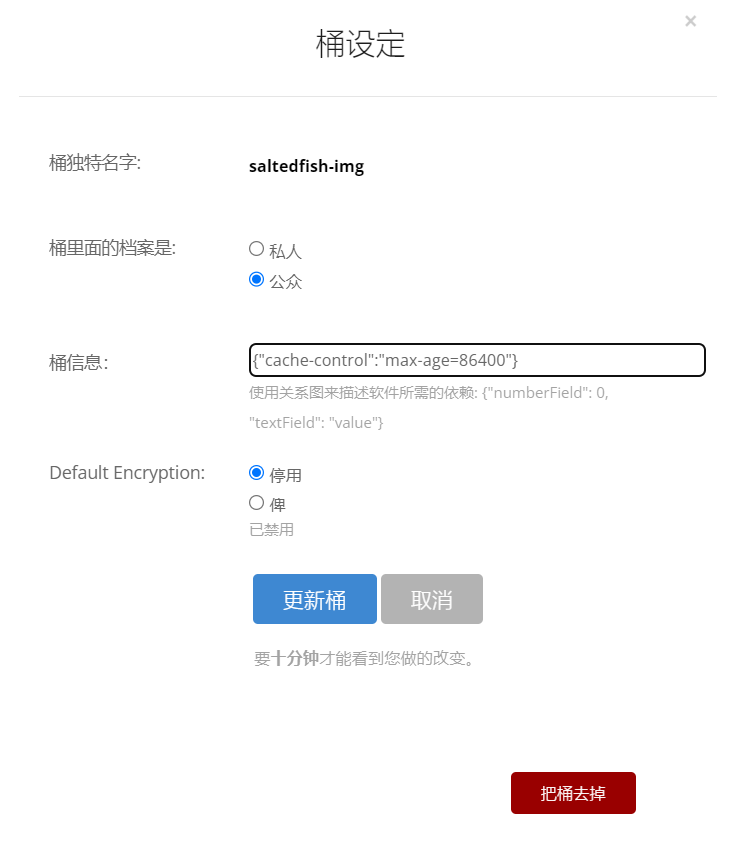 ×
桶设定
桶独特名字:
saltedfish-img
桶里面的档案是:
私人
公众
桶信息:
{"cache-control":"max-age=86400"}
使用关系图来描述软件所需的依赖: {"numberField": 0,
"textField": "value"}
Default Encryption:
停用
俾
已禁用
更新桶
取消
要十分钟才能看到您做的改变。
把桶去掉